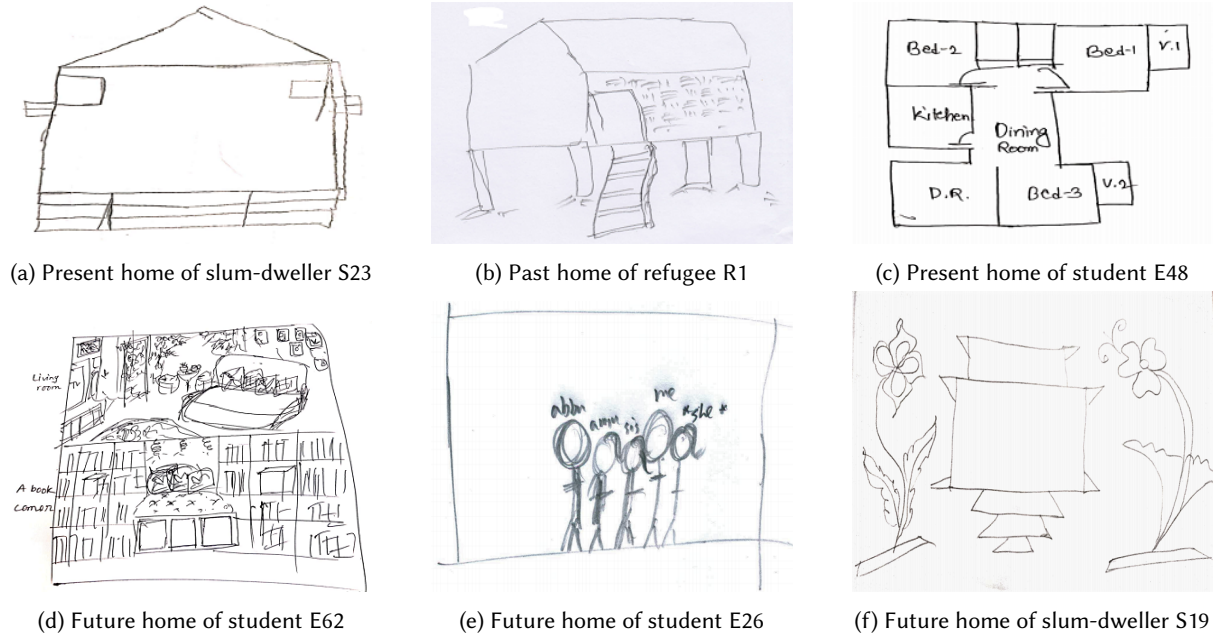 Bed-2
Bed-1
V.1
Kitchen
Dining
Room
D.R.
Bed-3
V.2
(a) Present home of slum-dweller S23
(b) Past home of refugee R1
(c) Present home of student E48
Living
room
TV
A book
corner
abbu
ammu
sis
me
*she*
(d) Future home of student E62
(e) Future home of student E26
(f) Future home of slum-dweller S19